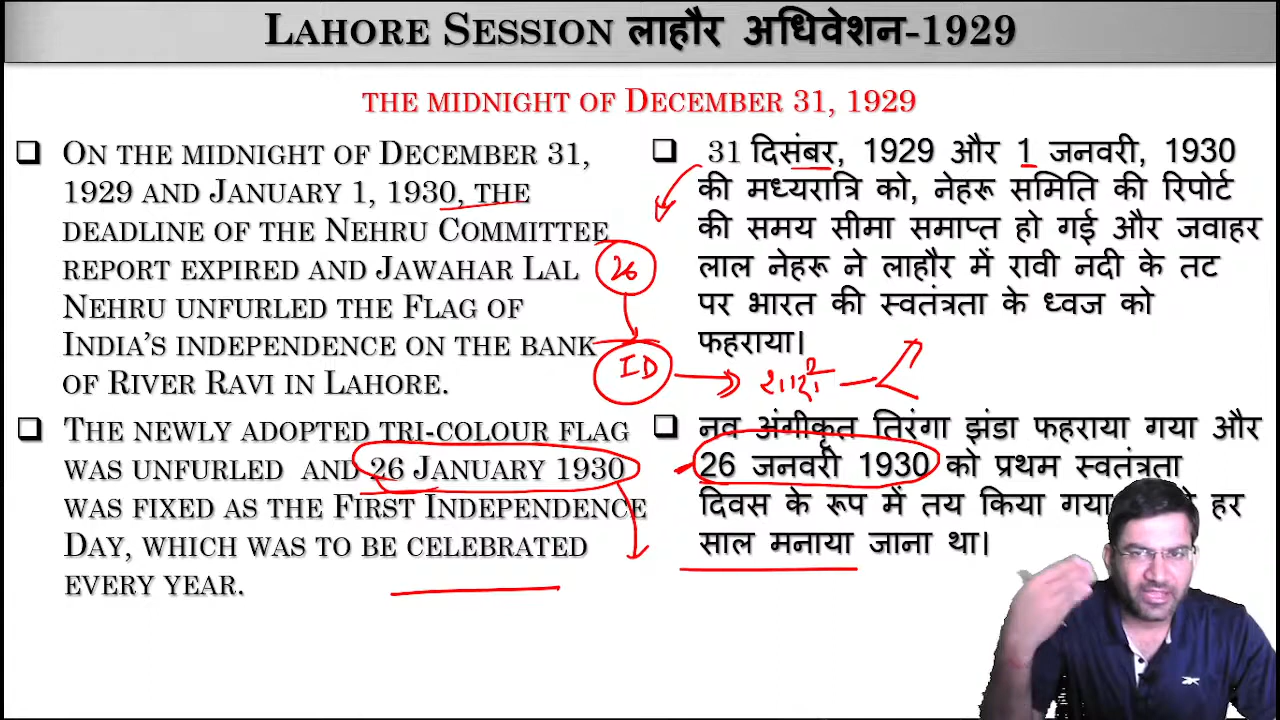 LAHORE SESSION लाहौर अधिवेशन-1929
THE MIDNIGHT OF DECEMBER 31, 1929
ON THE MIDNIGHT OF DECEMBER 31,
1929 AND JANUARY 1, 1930, THE
DEADLINE OF THE NEHRU COMMITTEE
REPORT EXPIRED AND JAWAHAR LAL
NEHRU UNFURLED THE FLAG OF
INDIA'S INDEPENDENCE ON THE BANK
OF RIVER RAVI IN LAHORE.
THE NEWLY ADOPTED TRI-COLOUR FLAG
WAS UNFURLED AND 26 JANUARY 1930
WAS FIXED AS THE FIRST INDEPENDENCE
DAY, WHICH WAS TO BE CELEBRATED
EVERY YEAR.
26
ID
31 दिसंबर, 1929 और 1 जनवरी, 1930
की मध्यरात्रि को, नेहरू समिति की रिपोर्ट
की समय सीमा समाप्त हो गई और जवाहर
लाल नेहरू ने लाहौर में रावी नदी के तट
पर भारत की स्वतंत्रता के ध्वज को
फहराया।
नव अंगीकृत तिरंगा झंडा फहराया गया और
26 जनवरी 1930 को प्रथम स्वतंत्रता
दिवस के रूप में तय किया गया हर
साल मनाया जाना था।